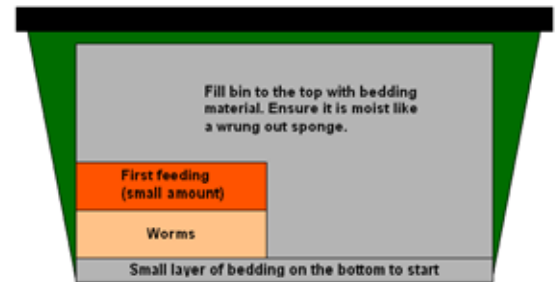 Fill bin to the top with bedding
material. Ensure it is moist like
a wrung out sponge.
First feeding
(small amount)
Worms
Small layer of bedding on the bottom to start